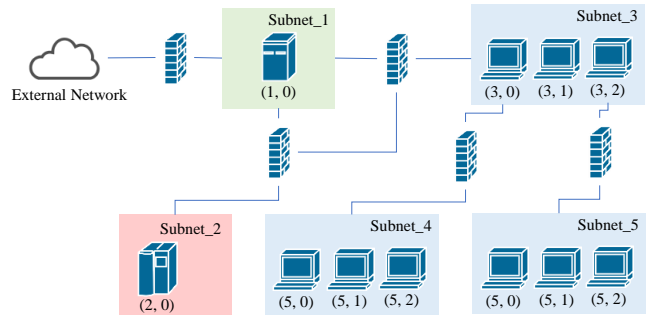 Subnet_1
Subnet_3
External Network
(1, 0)
(3, 0) (3, 1) (3, 2)
Subnet_2
Subnet_4
Subnet_5
(2, 0)
(5, 0) (5, 1) (5, 2)
(5, 0) (5, 1) (5, 2)